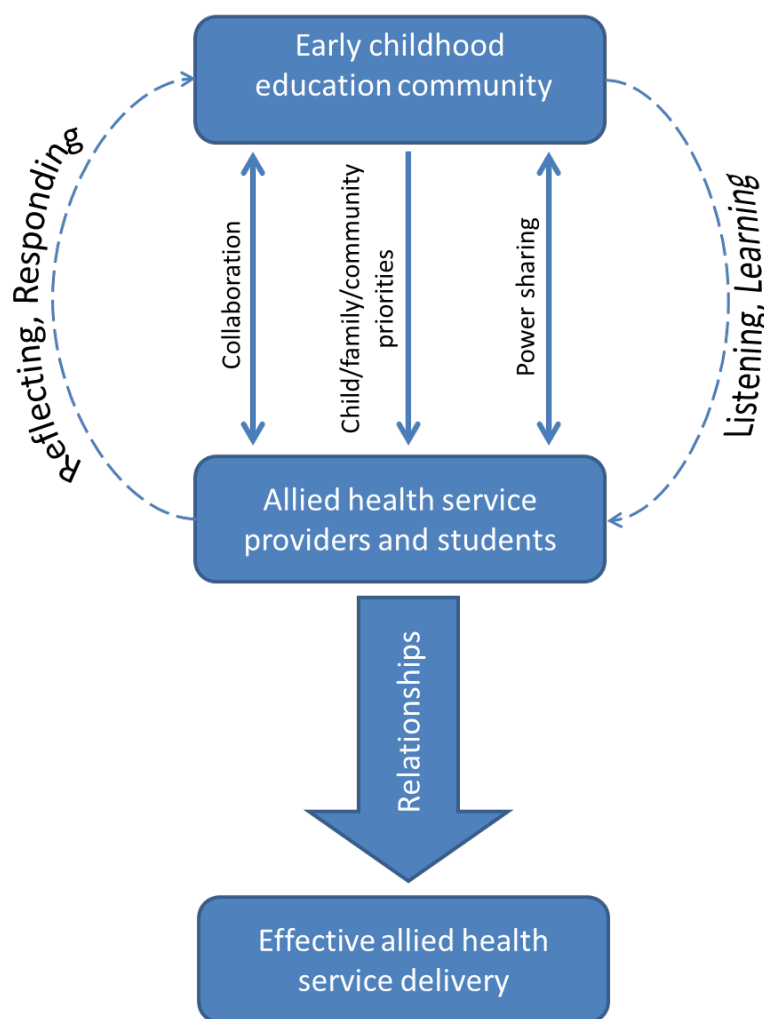 Early childhood
education community
Reflecting, Responding
Collaboration
Child/family/community
priorities
Power sharing
Listening, Learning
Allied health service
providers and students
Relationships
Effective allied health
service delivery